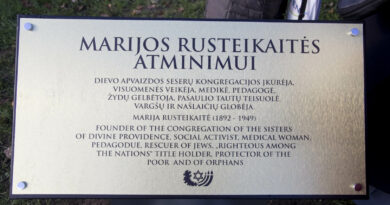 MARIJOS RUSTEIKAITĖS
ATMINIMUI
DIEVO APVAIZDOS SESERŲ KONGREGACIJOS ĮKŪRĖJA,
VISUOMENĖS VEIKĖJA, MEDIKĖ, PEDAGOGĖ,
ŽYDŲ GELBĖTOJA, PASAULIO TAUTŲ TEISUOLĖ,
VARGŠŲ IR NAŠLAIČIŲ GLOBĖJA.
MARIJA RUSTEIKAITĖ (1892 - 1949)
FOUNDER OF THE CONGREGATION OF THE SISTERS
OF DIVINE PROVIDENCE, SOCIAL ACTIVIST, MEDICAL WOMAN,
PEDAGODUE, RESCUER OF JEWS, „RIGHTEOUS AMONG
THE NATIONS" TITLE HOLDER, PROTECTOR OF THE
POOR AND OF ORPHANS